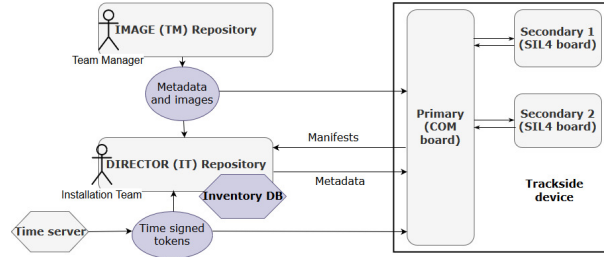 IMAGE (TM) Repository
Team Manager
Metadata
and images
DIRECTOR (IT) Repository
Installation Team
Inventory DB
Time server
Time signed
tokens
Manifests
Metadata
Primary
(COM
board)
Secondary 1
(SIL4 board)
Secondary 2
(SIL4 board)
Trackside
device